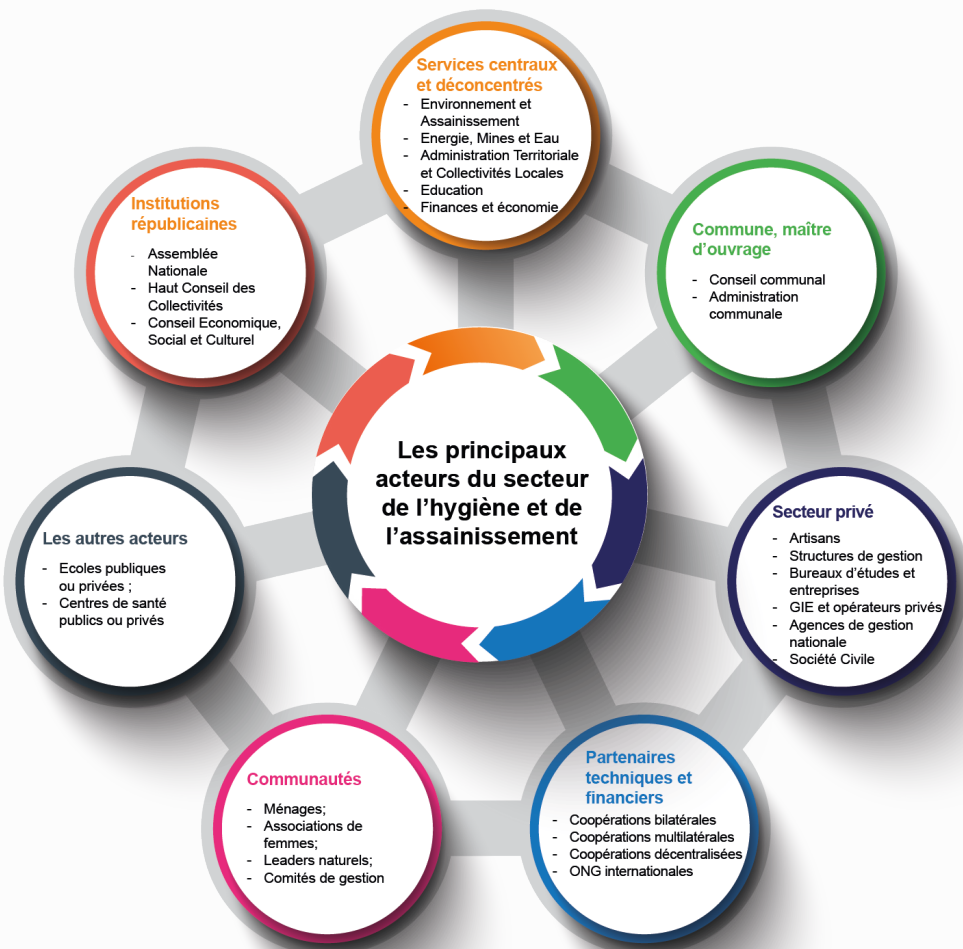 Services centraux
et déconcentrés
- Environnement et
Assainissement
- Energie, Mines et Eau
- Administration Territoriale
et Collectivités Locales
- Education
- Finances et économie
Institutions
républicaines
- Assemblée
Nationale
- Haut Conseil des
Collectivités
- Conseil Economique,
Social et Culturel
Commune, maître
d'ouvrage
- Conseil communal
- Administration
communale
Les principaux
acteurs du secteur
de l'hygiène et de
l'assainissement
Les autres acteurs
- Ecoles publiques
ou privées ;
- Centres de santé
publics ou privés
Secteur privé
- Artisans
- Structures de gestion
- Bureaux d'études et
entreprises
- GIE et opérateurs privés
- Agences de gestion
nationale
- Société Civile
Communautés
- Ménages;
- Associations de
femmes;
- Leaders naturels;
- Comités de gestion
Partenaires
techniques et
financiers
- Coopérations bilatérales
- Coopérations multilatérales
- Coopérations décentralisées
- ONG internationales